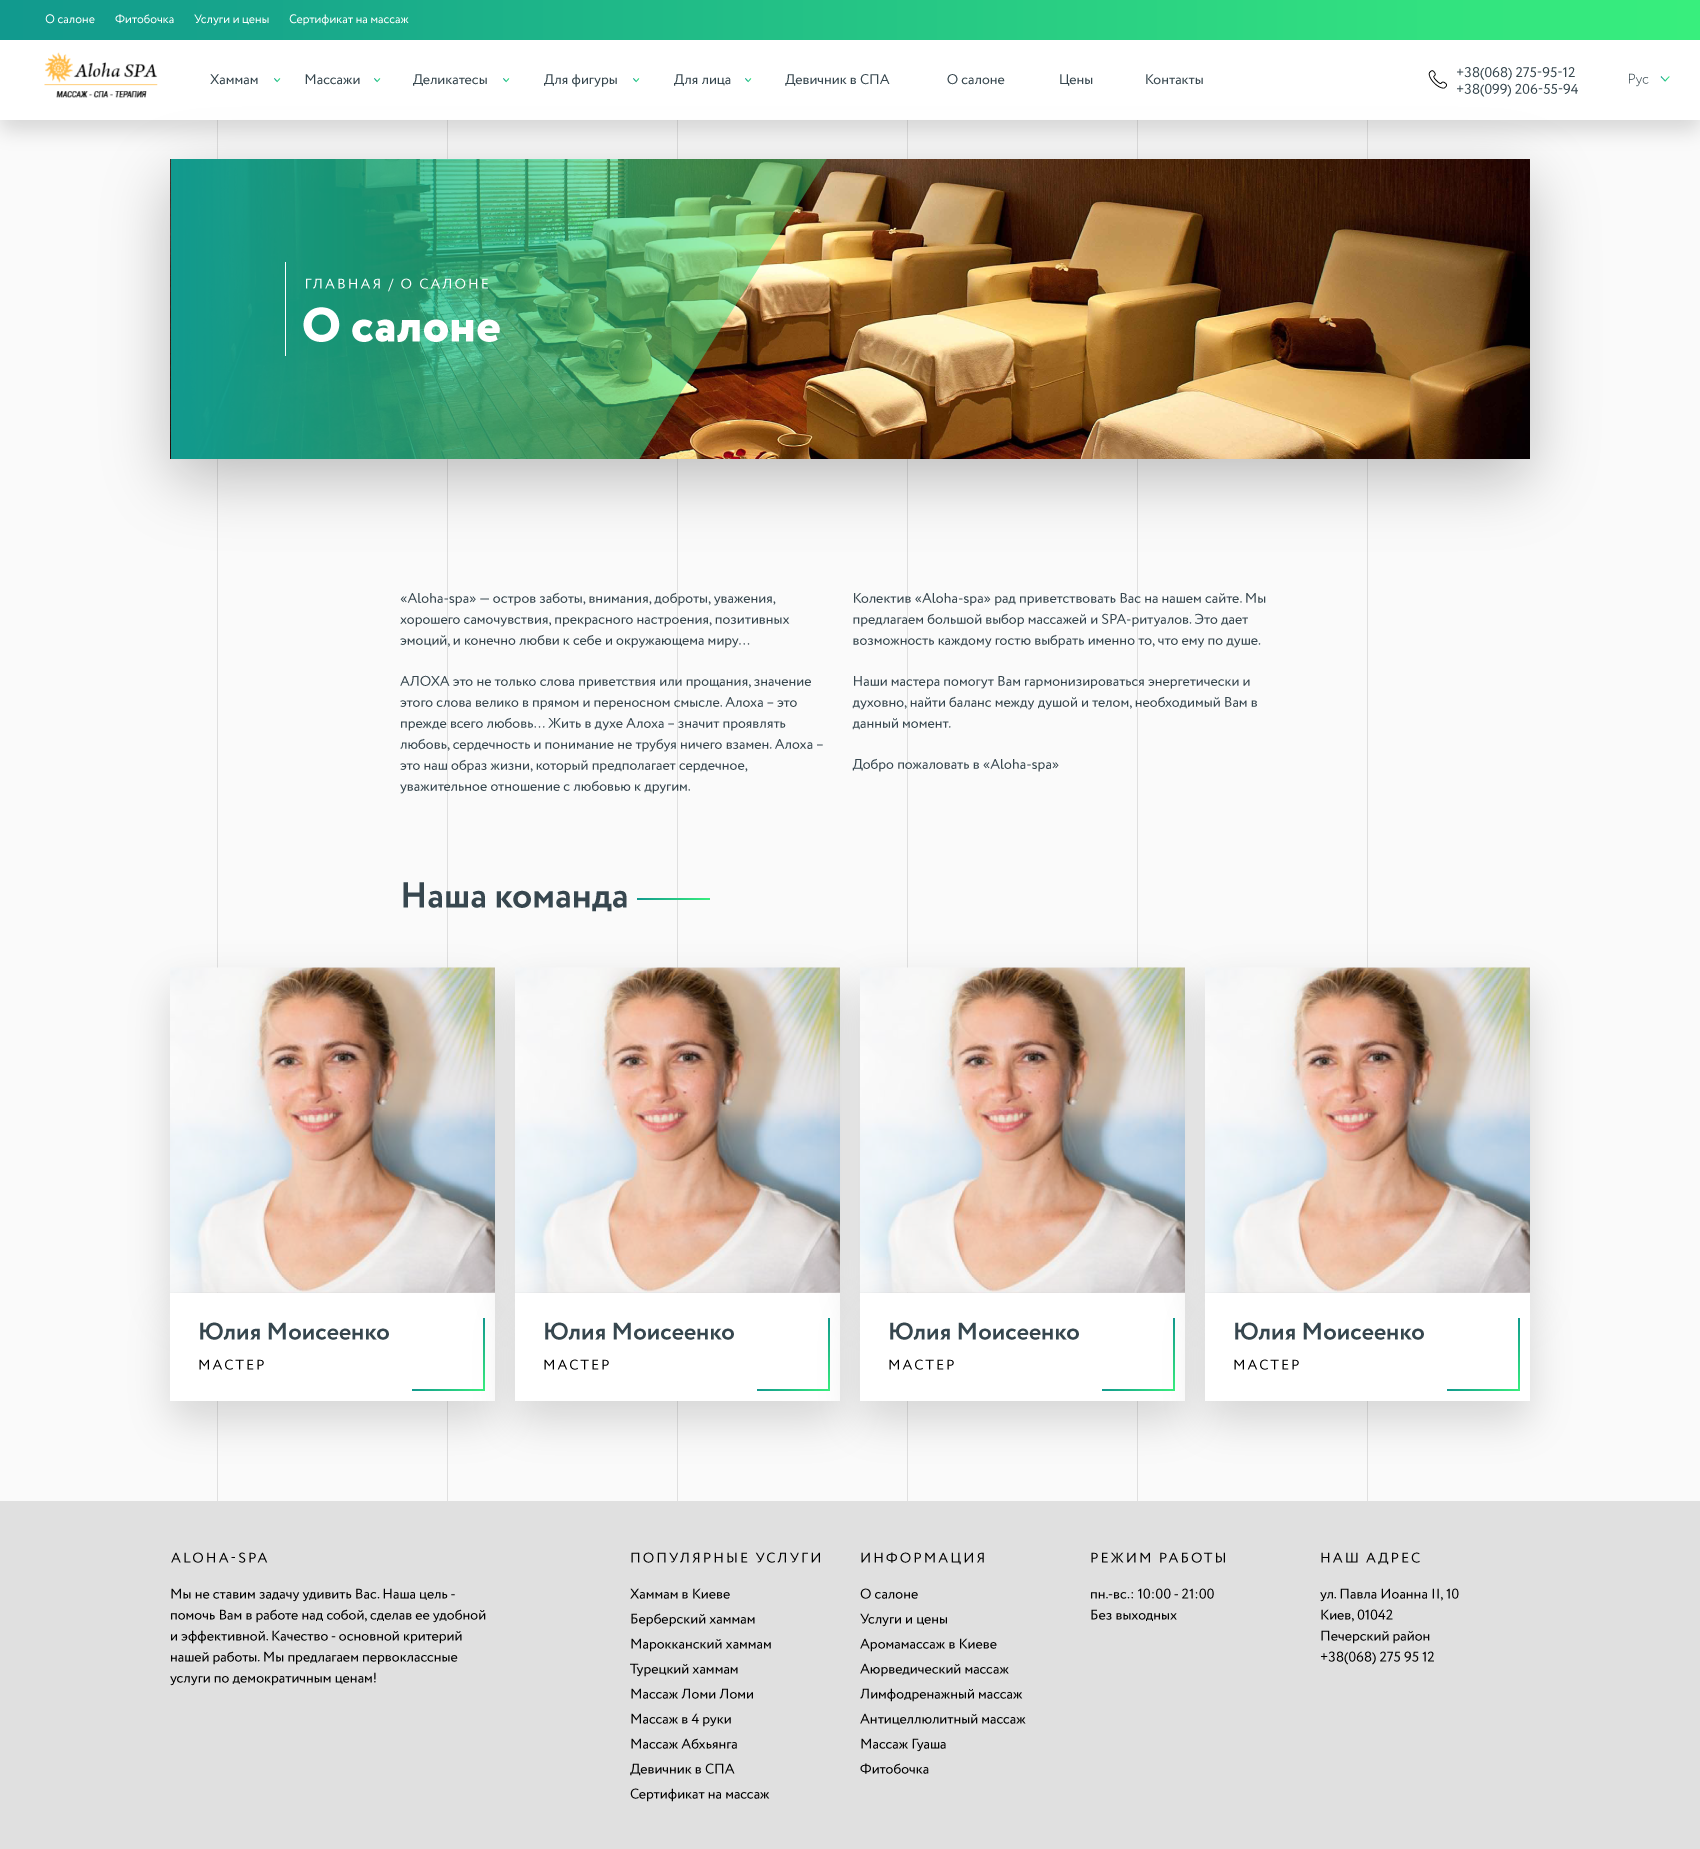 О салоне Фитобочка Услуги и цены Сертификат на массаж
Aloha SPA
МАССАЖ - СПА - ТЕРАПИЯ
Хаммам Массажи Деликатесы Для фигуры Для лица Девичник в СПА О салоне Цены Контакты
+38(068) 275-95-12
+38(099) 206-55-94
Рус
ГЛАВНАЯ / О САЛОНЕ
О салоне
«Aloha-spa» — остров заботы, внимания, доброты, уважения,
хорошего самочувствия, прекрасного настроения, позитивных
эмоций, и конечно любви к себе и окружающема миру…
АЛОХА это не только слова приветствия или прощания, значение
этого слова велико в прямом и переносном смысле. Алоха – это
прежде всего любовь… Жить в духе Алоха – значит проявлять
любовь, сердечность и понимание не трубуя ничего взамен. Алоха –
это наш образ жизни, который предполагает сердечное,
уважительное отношение с любовью к другим.
Колектив «Aloha-spa» рад приветствовать Вас на нашем сайте. Мы
предлагаем большой выбор массажей и SPA-ритуалов. Это дает
возможность каждому гостю выбрать именно то, что ему по душе.
Наши мастера помогут Вам гармонизироваться энергетически и
духовно, найти баланс между душой и телом, необходимый Вам в
данный момент.
Добро пожаловать в «Aloha-spa»
Наша команда
Юлия Моисеенко
МАСТЕР
Юлия Моисеенко
МАСТЕР
Юлия Моисеенко
МАСТЕР
Юлия Моисеенко
МАСТЕР
ALOHA-SPA
Мы не ставим задачу удивить Вас. Наша цель -
помочь Вам в работе над собой, сделав ее удобной
и эффективной. Качество - основной критерий
нашей работы. Мы предлагаем первоклассные
услуги по демократичным ценам!
ПОПУЛЯРНЫЕ УСЛУГИ
Хаммам в Киеве
Берберский хаммам
Марокканский хаммам
Турецкий хаммам
Массаж Ломи Ломи
Массаж в 4 руки
Массаж Абхьянга
Девичник в СПА
Сертификат на массаж
ИНФОРМАЦИЯ
О салоне
Услуги и цены
Аромамассаж в Киеве
Аюрведический массаж
Лимфодренажный массаж
Антицеллюлитный массаж
Массаж Гуаша
Фитобочка
РЕЖИМ РАБОТЫ
пн.-вс.: 10:00 - 21:00
Без выходных
НАШ АДРЕС
ул. Павла Иоанна II, 10
Киев, 01042
Печерский район
+38(068) 275 95 12